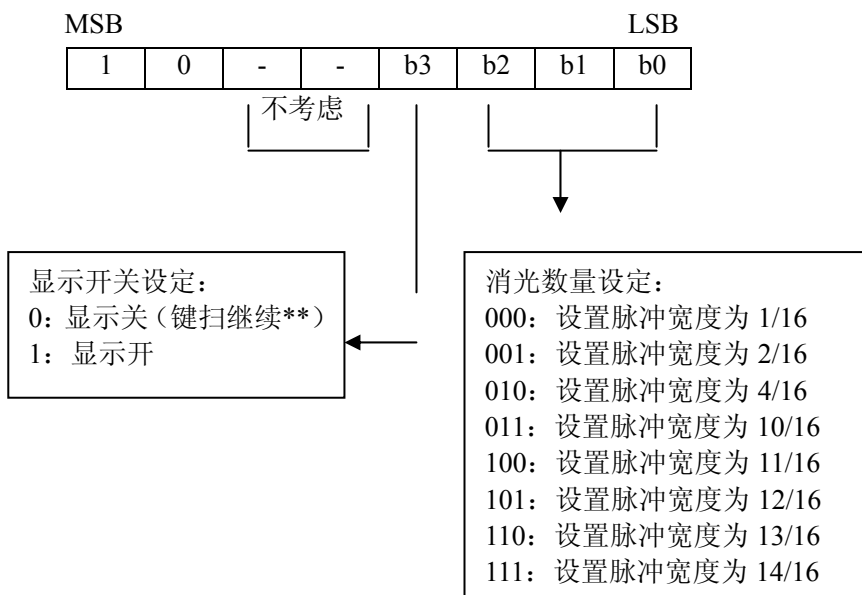 MSB LSB
1 0 - - b3 b2 b1 b0
不考虑
显示开关设定：
0：显示关（键扫继续**）
1：显示开
消光数量设定：
000：设置脉冲宽度为 1/16
001：设置脉冲宽度为 2/16
010：设置脉冲宽度为 4/16
011：设置脉冲宽度为 10/16
100：设置脉冲宽度为 11/16
101：设置脉冲宽度为 12/16
110：设置脉冲宽度为 13/16
111：设置脉冲宽度为 14/16